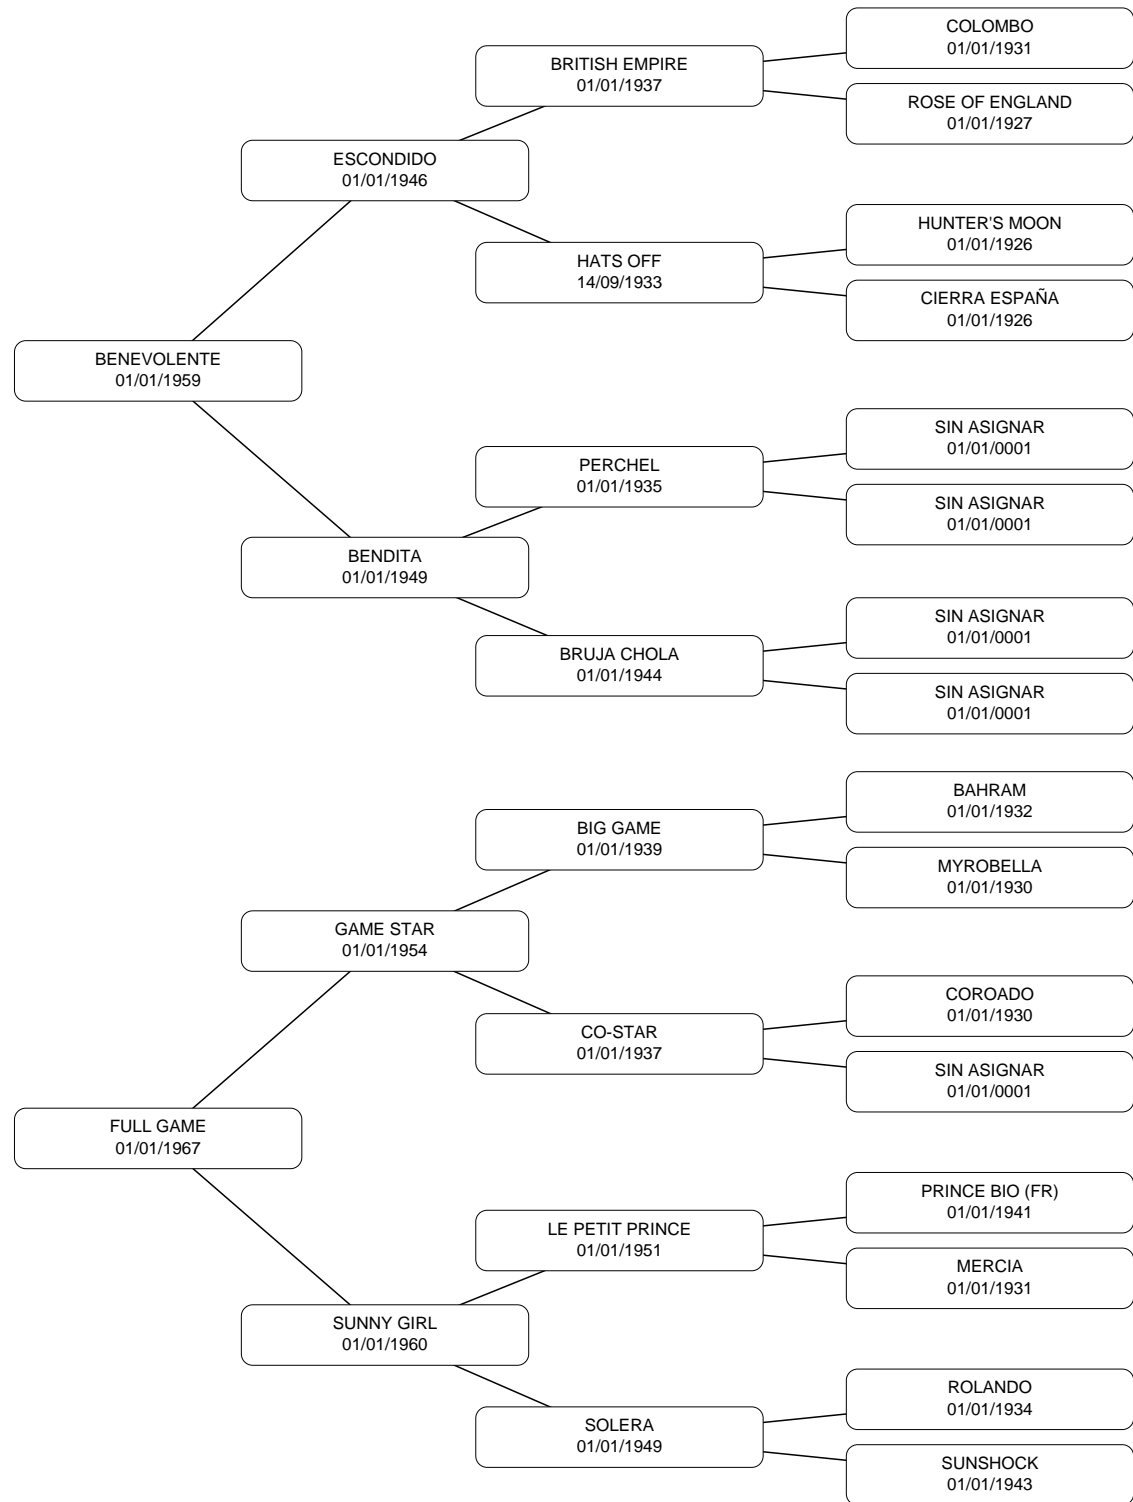 COLOMBO
01/01/1931
BRITISH EMPIRE
01/01/1937
ROSE OF ENGLAND
01/01/1927
ESCONDIDO
01/01/1946
HUNTER'S MOON
01/01/1926
HATS OFF
14/09/1933
CIERRA ESPAÑA
01/01/1926
BENEVOLENTE
01/01/1959
SIN ASIGNAR
01/01/0001
PERCHEL
01/01/1935
SIN ASIGNAR
01/01/0001
BENDITA
01/01/1949
SIN ASIGNAR
01/01/0001
BRUJA CHOLA
01/01/1944
SIN ASIGNAR
01/01/0001
BAHRAM
01/01/1932
BIG GAME
01/01/1939
MYROBELLA
01/01/1930
GAME STAR
01/01/1954
COROADO
01/01/1930
CO-STAR
01/01/1937
SIN ASIGNAR
01/01/0001
FULL GAME
01/01/1967
PRINCE BIO (FR)
01/01/1941
LE PETIT PRINCE
01/01/1951
MERCIA
01/01/1931
SUNNY GIRL
01/01/1960
ROLANDO
01/01/1934
SOLERA
01/01/1949
SUNSHOCK
01/01/1943